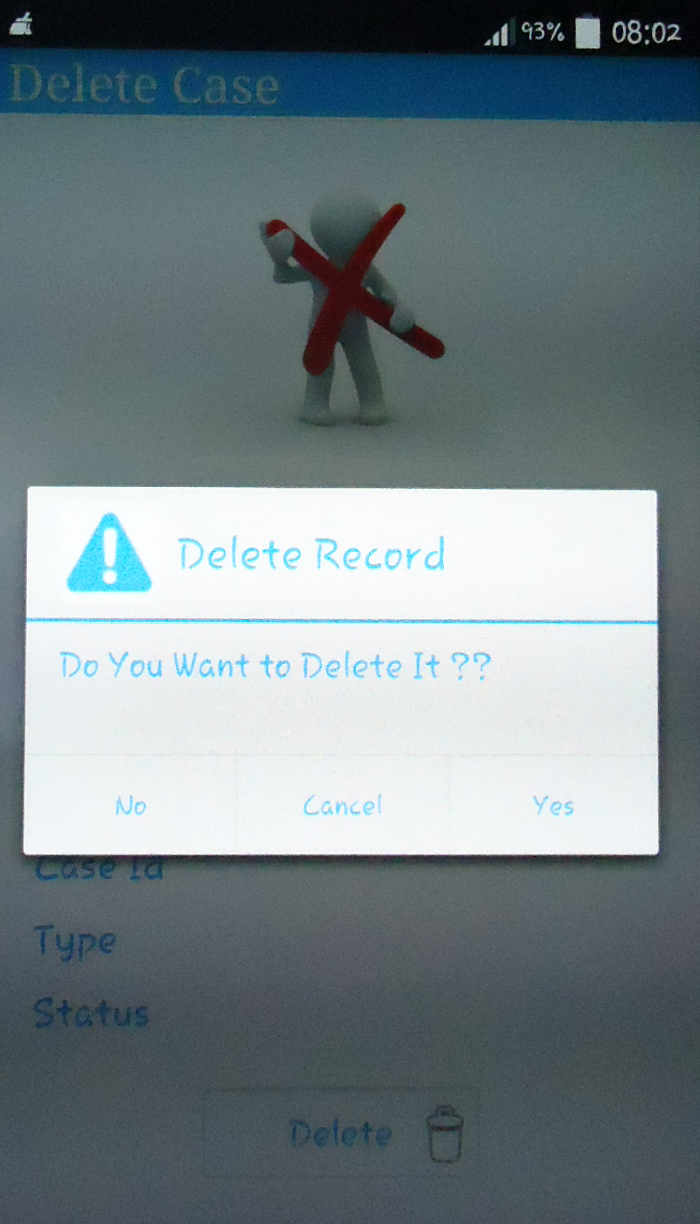 93% 08:02
Delete Case
Delete Record
Do You Want to Delete It ??
No Cancel Yes
Case Id
Type
Status
Delete